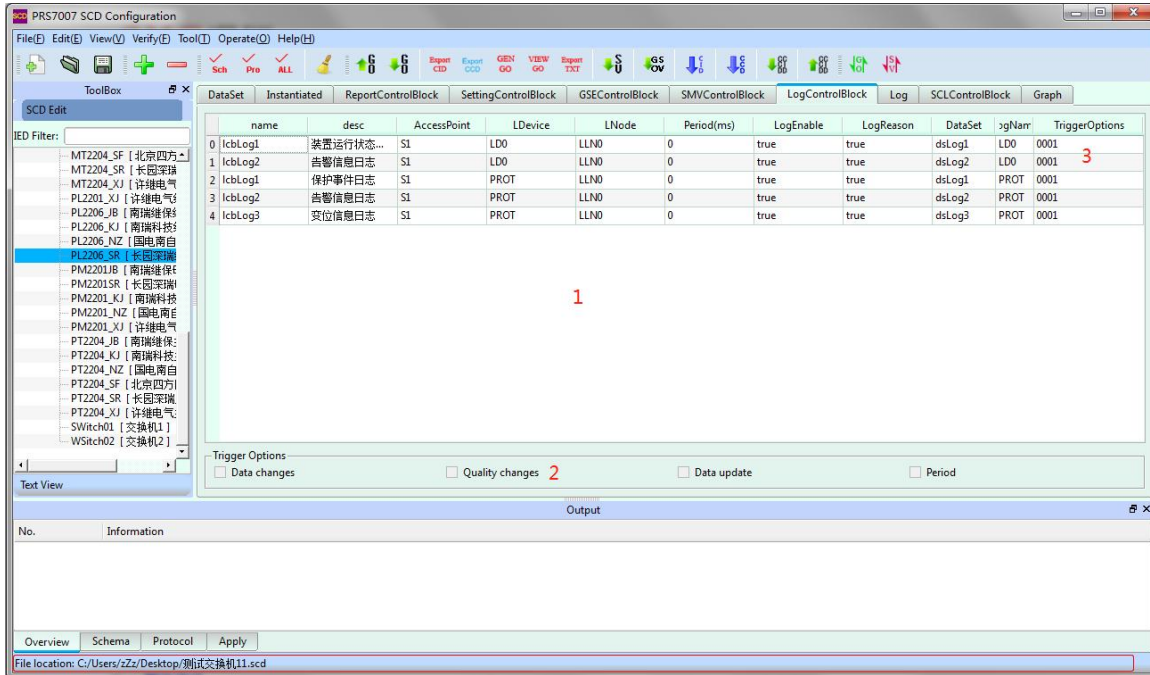 PRS7007 SCD Configuration
File(F) Edit(E) View(V) Verify(F) Tool(T) Operate(O) Help(H)
Sch Pro ALL Export CID Export CCD GEN GO VIEW GO Export TXT
ToolBox
SCD Edit
IED Filter:
MT2204_SF [ 北京四方
MT2204_SR [ 长园深瑞
MT2204_XJ [ 许继电气
PL2201_XJ [ 许继电气
PL2206_JB [ 南瑞继保
PL2206_KJ [ 南瑞科技
PL2206_NZ [ 国电南自
PL2206_SR [ 长园深瑞
PM2201JB [ 南瑞继保
PM2201SR [ 长园深瑞
PM2201_KJ [ 南瑞科技
PM2201_NZ [ 国电南自
PM2201_XJ [ 许继电气
PT2204_JB [ 南瑞继保
PT2204_KJ [ 南瑞科技
PT2204_NZ [ 国电南自
PT2204_SF [ 北京四方
PT2204_SR [ 长园深瑞
PT2204_XJ [ 许继电气
SWitch01 [ 交换机1 ]
WSitch02 [ 交换机2 ]
Text View
DataSet Instantiated ReportControlBlock SettingControlBlock GSEControlBlock SMVControlBlock LogControlBlock Log SCLControlBlock Graph
name desc AccessPoint LDevice LNode Period(ms) LogEnable LogReason DataSet ogNam TriggerOptions
0 lcbLog1 装置运行状态... S1 LD0 LLN0 0 true true dsLog1 LD0 0001
1 lcbLog2 告警信息日志 S1 LD0 LLN0 0 true true dsLog2 LD0 0001
2 lcbLog1 保护事件日志 S1 PROT LLN0 0 true true dsLog1 PROT 0001
3 lcbLog2 告警信息日志 S1 PROT LLN0 0 true true dsLog2 PROT 0001
4 lcbLog3 变位信息日志 S1 PROT LLN0 0 true true dsLog3 PROT 0001
3
1
Trigger Options
Data changes Quality changes 2 Data update Period
Output
No. Information
Overview Schema Protocol Apply
File location: C:/Users/zZz/Desktop/测试交换机11.scd